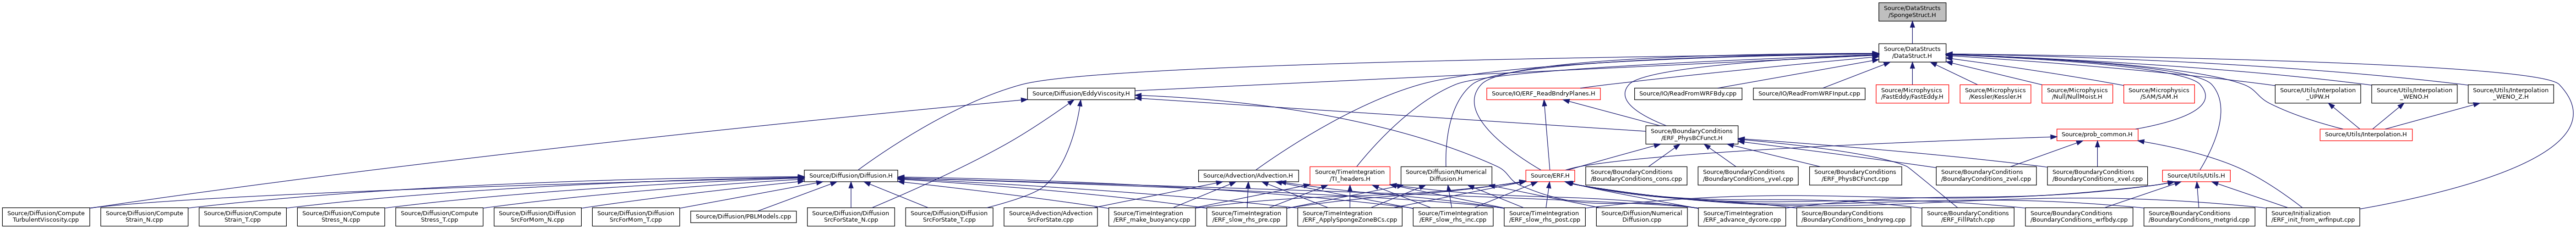 Source/DataStructs
/SpongeStruct.H
Source/DataStructs
/DataStruct.H
Source/Diffusion/EddyViscosity.H
Source/IO/ERF_ReadBndryPlanes.H
Source/IO/ReadFromWRFBdy.cpp
Source/IO/ReadFromWRFInput.cpp
Source/Microphysics
/FastEddy/FastEddy.H
Source/Microphysics
/Kessler/Kessler.H
Source/Microphysics
/Null/NullMoist.H
Source/Microphysics
/SAM/SAM.H
Source/Utils/Interpolation
_UPW.H
Source/Utils/Interpolation
_WENO.H
Source/Utils/Interpolation
_WENO_Z.H
Source/BoundaryConditions
/ERF_PhysBCFunct.H
Source/prob_common.H
Source/Utils/Interpolation.H
Source/Diffusion/Diffusion.H
Source/Advection/Advection.H
Source/TimeIntegration
/TI_headers.H
Source/Diffusion/Numerical
Diffusion.H
Source/ERF.H
Source/BoundaryConditions
/BoundaryConditions_cons.cpp
Source/BoundaryConditions
/BoundaryConditions_yvel.cpp
Source/BoundaryConditions
/ERF_PhysBCFunct.cpp
Source/BoundaryConditions
/BoundaryConditions_zvel.cpp
Source/BoundaryConditions
/BoundaryConditions_xvel.cpp
Source/Utils/Utils.H
Source/Diffusion/Compute
TurbulentViscosity.cpp
Source/Diffusion/Compute
Strain_N.cpp
Source/Diffusion/Compute
Strain_T.cpp
Source/Diffusion/Compute
Stress_N.cpp
Source/Diffusion/Compute
Stress_T.cpp
Source/Diffusion/Diffusion
SrcForMom_N.cpp
Source/Diffusion/Diffusion
SrcForMom_T.cpp
Source/Diffusion/PBLModels.cpp
Source/Diffusion/Diffusion
SrcForState_N.cpp
Source/Diffusion/Diffusion
SrcForState_T.cpp
Source/Advection/Advection
SrcForState.cpp
Source/TimeIntegration
/ERF_make_buoyancy.cpp
Source/TimeIntegration
/ERF_slow_rhs_pre.cpp
Source/TimeIntegration
/ERF_ApplySpongeZoneBCs.cpp
Source/TimeIntegration
/ERF_slow_rhs_inc.cpp
Source/TimeIntegration
/ERF_slow_rhs_post.cpp
Source/Diffusion/Numerical
Diffusion.cpp
Source/TimeIntegration
/ERF_advance_dycore.cpp
Source/BoundaryConditions
/BoundaryConditions_bndryreg.cpp
Source/BoundaryConditions
/ERF_FillPatch.cpp
Source/BoundaryConditions
/BoundaryConditions_wrfbdy.cpp
Source/BoundaryConditions
/BoundaryConditions_metgrid.cpp
Source/Initialization
/ERF_init_from_wrfinput.cpp